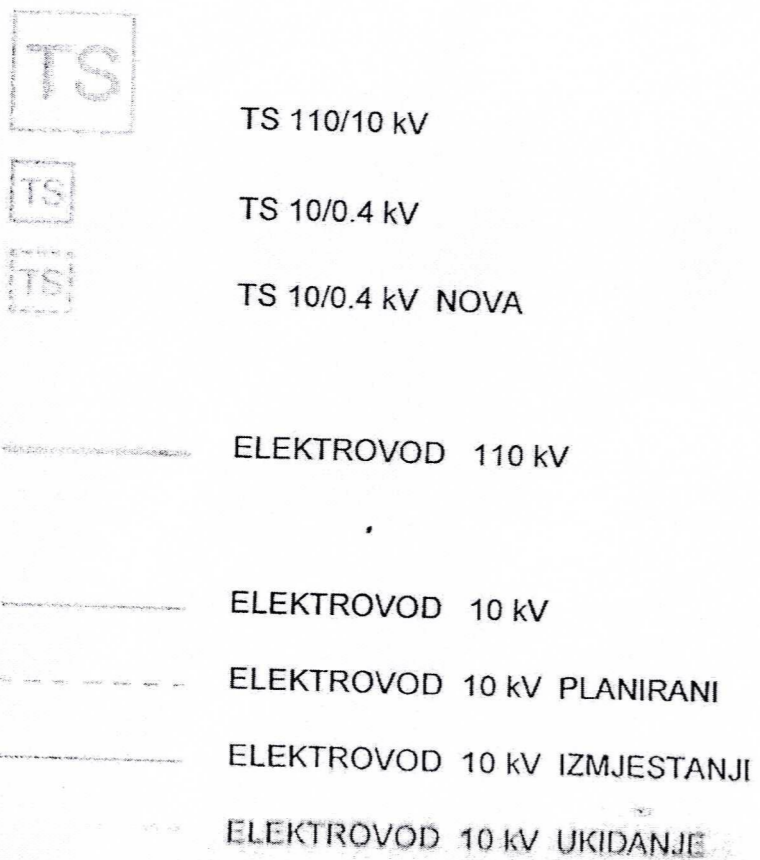 TS
TS 110/10 kV
TS
TS 10/0.4 kV
TS
TS 10/0.4 kV NOVA
ELEKTROVOD 110 kV
ELEKTROVOD 10 kV
ELEKTROVOD 10 kV PLANIRANI
ELEKTROVOD 10 kV IZMJESTANJI
ELEKTROVOD 10 kV UKIDANJE